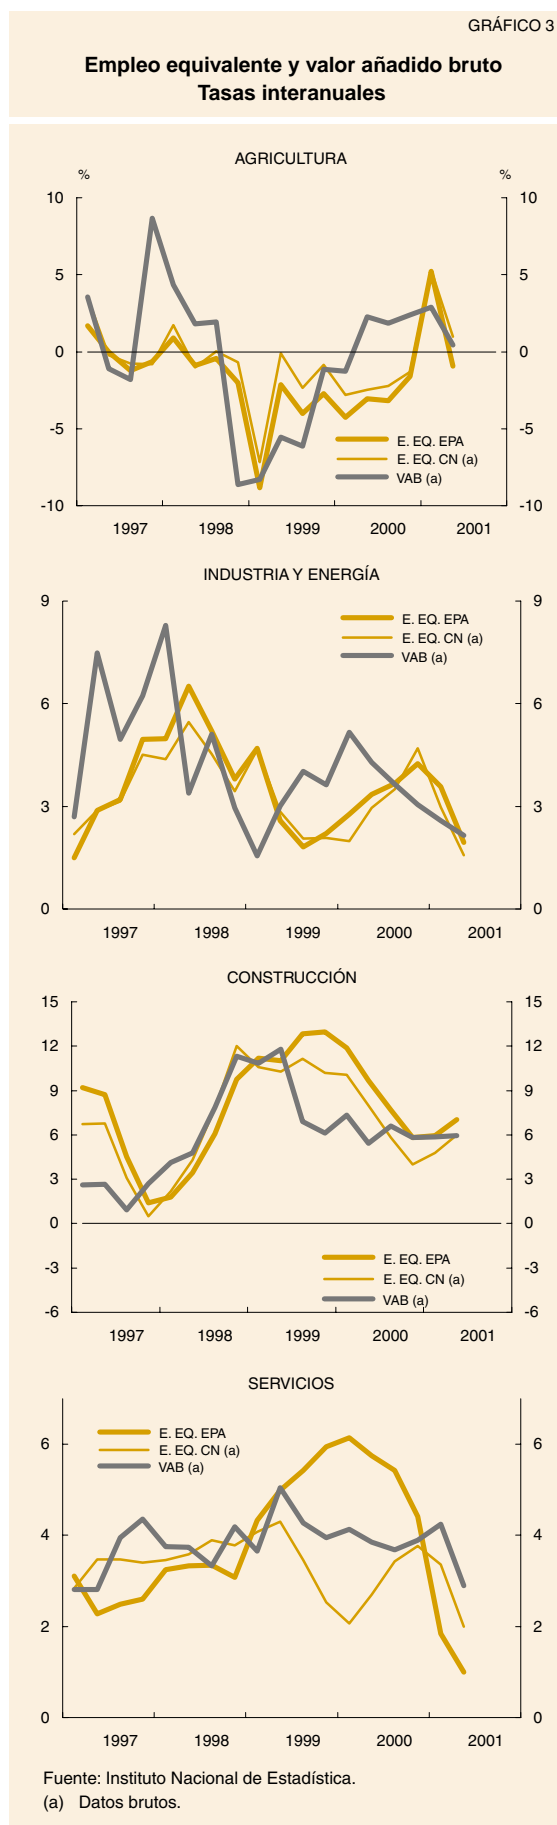 GRÁFICO 3
Empleo equivalente y valor añadido bruto
Tasas interanuales
AGRICULTURA
% %
10 10
5 5
0 0
-5 -5
-10 -10
E. EQ. EPA
E. EQ. CN (a)
VAB (a)
1997 1998 1999 2000 2001
INDUSTRIA Y ENERGÍA
9 9
6 6
3 3
0 0
E. EQ. EPA
E. EQ. CN (a)
VAB (a)
1997 1998 1999 2000 2001
CONSTRUCCIÓN
15 15
12 12
9 9
6 6
3 3
0 0
-3 -3
-6 -6
E. EQ. EPA
E. EQ. CN (a)
VAB (a)
1997 1998 1999 2000 2001
SERVICIOS
6 6
4 4
2 2
0 0
E. EQ. EPA
E. EQ. CN (a)
VAB (a)
1997 1998 1999 2000 2001
Fuente: Instituto Nacional de Estadística.
(a) Datos brutos.